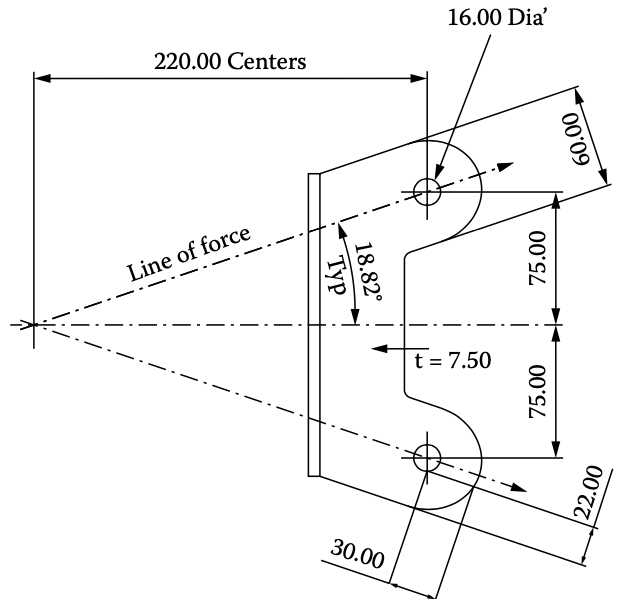 16.00 Dia’
220.00 Centers
60.00
Line of force
18.82°
Typ
75.00
t = 7.50
75.00
22.00
30.00